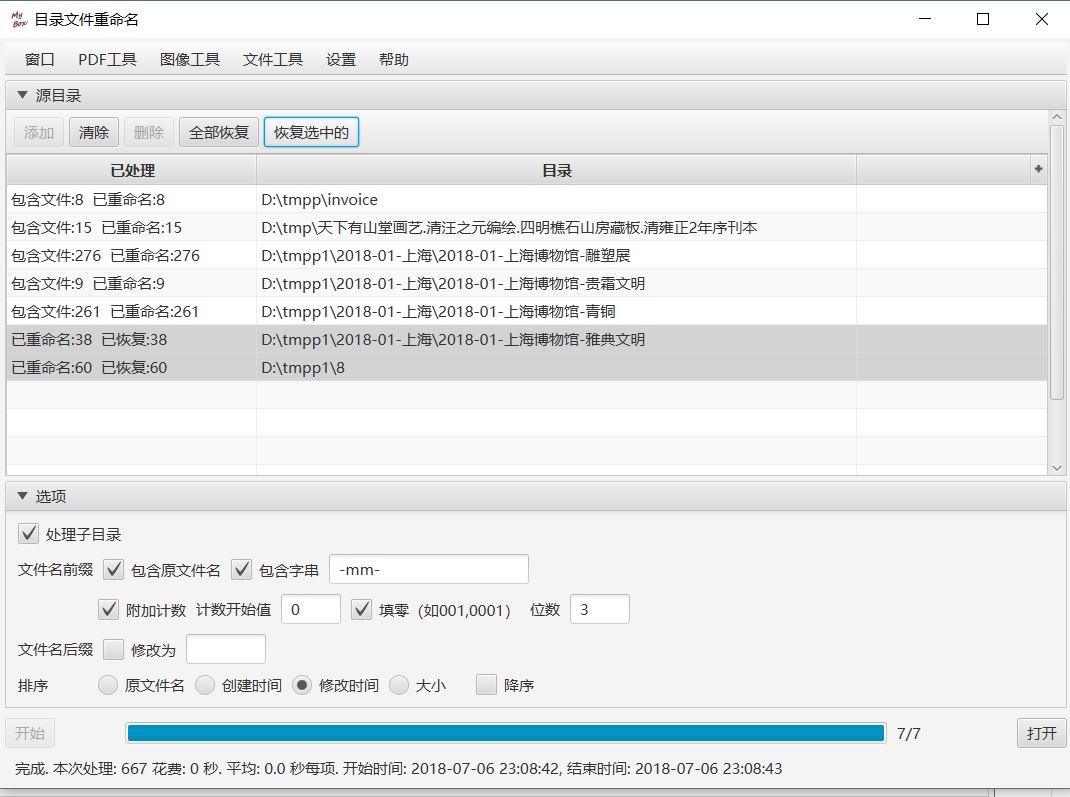 My Box 目录文件重命名
窗口 PDF工具 图像工具 文件工具 设置 帮助
源目录
添加 清除 删除 全部恢复 恢复选中的
已处理 目录 +
包含文件:8 已重命名:8 D:\tmpp\invoice
包含文件:15 已重命名:15 D:\tmp\天下有山堂画艺.清汪之元编绘.四明樵石山房藏板.清雍正2年序刊本
包含文件:276 已重命名:276 D:\tmpp1\2018-01-上海\2018-01-上海博物馆-雕塑展
包含文件:9 已重命名:9 D:\tmpp1\2018-01-上海\2018-01-上海博物馆-贵霜文明
包含文件:261 已重命名:261 D:\tmpp1\2018-01-上海\2018-01-上海博物馆-青铜
已重命名:38 已恢复:38 D:\tmpp1\2018-01-上海\2018-01-上海博物馆-雅典文明
已重命名:60 已恢复:60 D:\tmpp1\8
选项
处理子目录
文件名前缀 包含原文件名 包含字串 -mm-
附加计数 计数开始值 0 填零（如001,0001） 位数 3
文件名后缀 修改为
排序 原文件名 创建时间 修改时间 大小 降序
开始 7/7 打开
完成. 本次处理: 667 花费: 0 秒. 平均: 0.0 秒每项. 开始时间: 2018-07-06 23:08:42, 结束时间: 2018-07-06 23:08:43